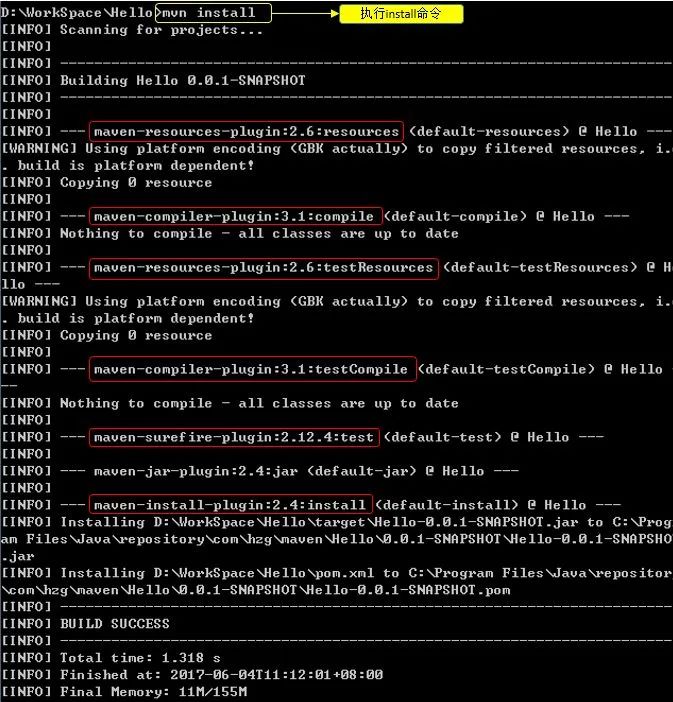 D:\WorkSpace\Hello>mvn install 执行install命令
[INFO] Scanning for projects...
[INFO]
[INFO] ------------------------------------------------------------------------
[INFO] Building Hello 0.0.1-SNAPSHOT
[INFO] ------------------------------------------------------------------------
[INFO]
[INFO] --- maven-resources-plugin:2.6:resources (default-resources) @ Hello ---
[WARNING] Using platform encoding (GBK actually) to copy filtered resources, i.e
. build is platform dependent!
[INFO] Copying 0 resource
[INFO]
[INFO] --- maven-compiler-plugin:3.1:compile (default-compile) @ Hello ---
[INFO] Nothing to compile - all classes are up to date
[INFO]
[INFO] --- maven-resources-plugin:2.6:testResources (default-testResources) @ He
llo ---
[WARNING] Using platform encoding (GBK actually) to copy filtered resources, i.e
. build is platform dependent!
[INFO] Copying 0 resource
[INFO]
[INFO] --- maven-compiler-plugin:3.1:testCompile (default-testCompile) @ Hello -
--
[INFO] Nothing to compile - all classes are up to date
[INFO]
[INFO] --- maven-surefire-plugin:2.12.4:test (default-test) @ Hello ---
[INFO]
[INFO] --- maven-jar-plugin:2.4:jar (default-jar) @ Hello ---
[INFO]
[INFO] --- maven-install-plugin:2.4:install (default-install) @ Hello ---
[INFO] Installing D:\WorkSpace\Hello\target\Hello-0.0.1-SNAPSHOT.jar to C:\Progr
am Files\Java\repository\com\hzg\maven\Hello\0.0.1-SNAPSHOT\Hello-0.0.1-SNAPSHOT
.jar
[INFO] Installing D:\WorkSpace\Hello\pom.xml to C:\Program Files\Java\repository
\com\hzg\maven\Hello\0.0.1-SNAPSHOT\Hello-0.0.1-SNAPSHOT.pom
[INFO] ------------------------------------------------------------------------
[INFO] BUILD SUCCESS
[INFO] ------------------------------------------------------------------------
[INFO] Total time: 1.318 s
[INFO] Finished at: 2017-06-04T11:12:01+08:00
[INFO] Final Memory: 11M/155M